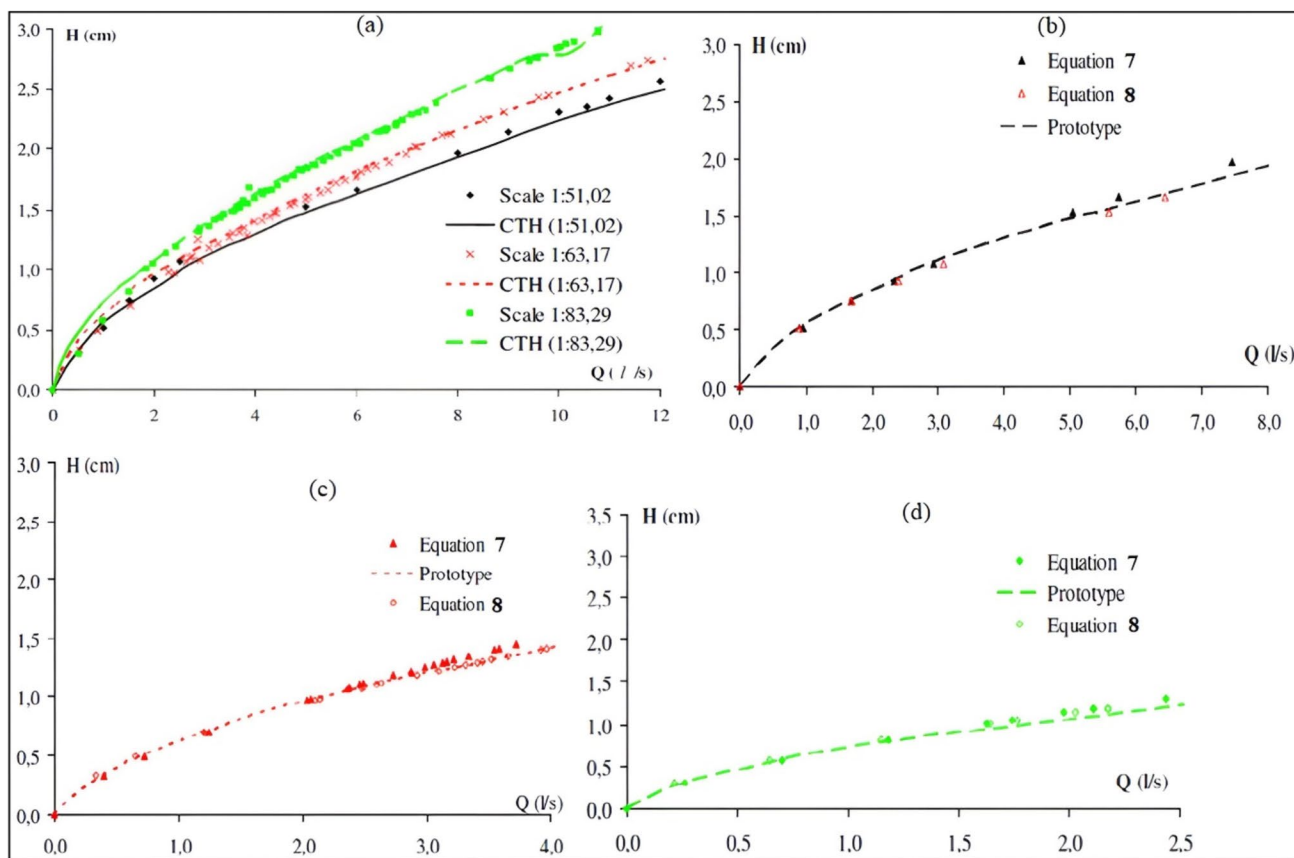 (a)
H (cm)
3,0
2,5
2,0
1,5
1,0
0,5
0,0
Scale 1:51,02
CTH (1:51,02)
Scale 1:63,17
CTH (1:63,17)
Scale 1:83,29
CTH (1:83,29)
Q ( l /s)
0 2 4 6 8 10 12
(b)
H (cm)
3,0
2,5
2,0
1,5
1,0
0,5
0,0
Equation 7
Equation 8
Prototype
Q (l/s)
0,0 1,0 2,0 3,0 4,0 5,0 6,0 7,0 8,0
(c)
H (cm)
3,0
2,5
2,0
1,5
1,0
0,5
0,0
Equation 7
Prototype
Equation 8
Q (l/s)
0,0 1,0 2,0 3,0 4,0
(d)
H (cm)
3,5
3,0
2,5
2,0
1,5
1,0
0,5
0,0
Equation 7
Prototype
Equation 8
Q (l/s)
0,0 0,5 1,0 1,5 2,0 2,5